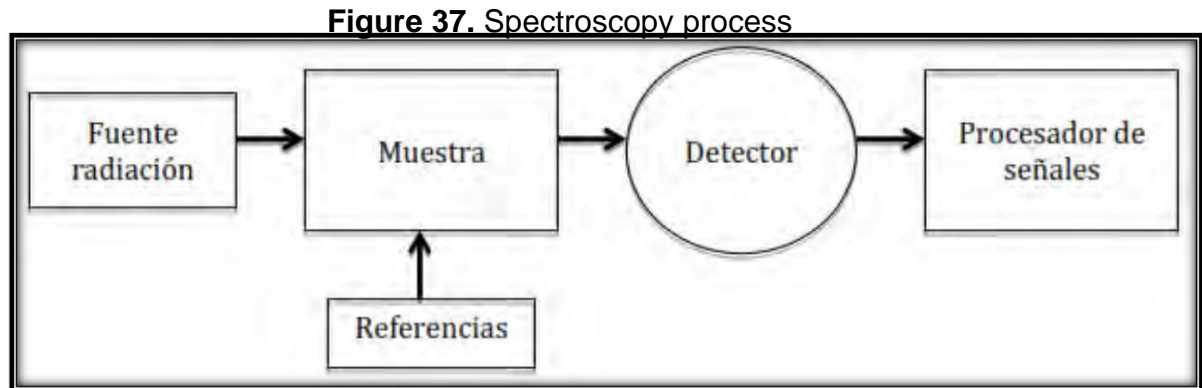 Figure 37. Spectroscopy process
Fuente
radiación
Muestra
Detector
Procesador de
señales
Referencias